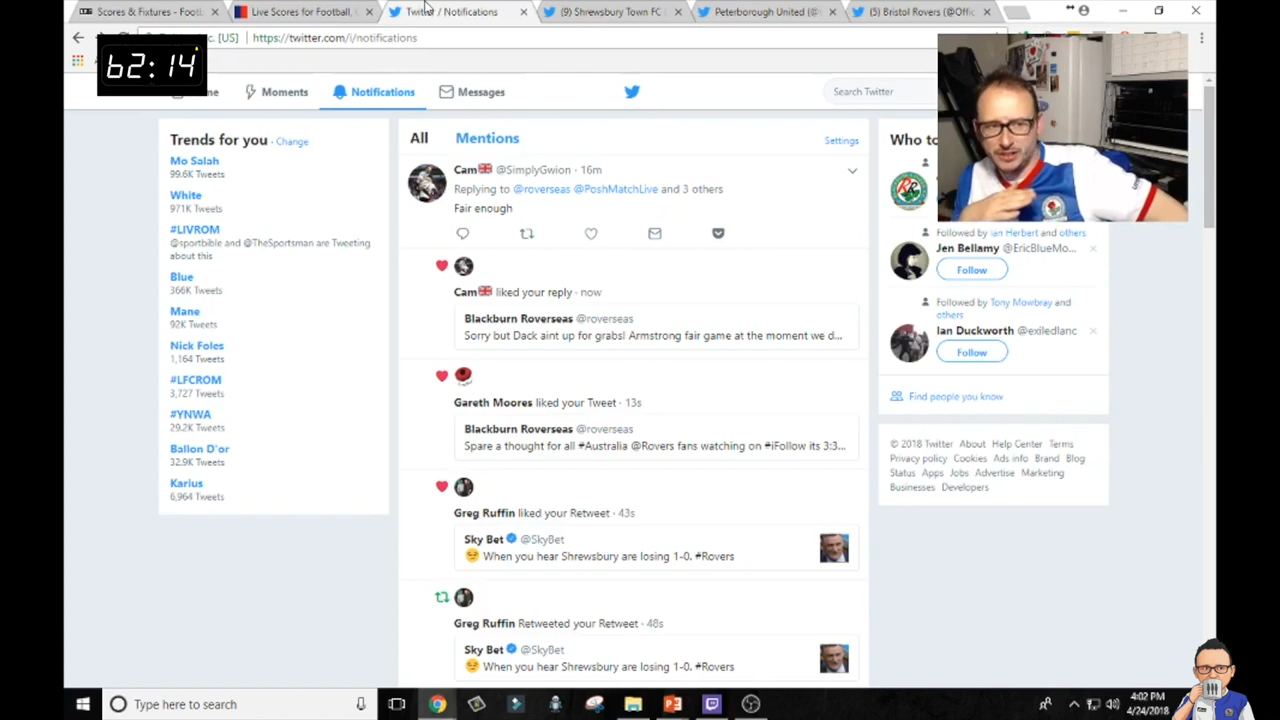 Scores & Fixtures - Footb
Live Scores for Football, C
Twitter / Notifications
(9) Shrewsbury Town FC
Peterborough United (@
(5) Bristol Rovers (@Offic
[US]
https://twitter.com/i/notifications
62:14
Moments
Notifications
Messages
Search Twitter
Trends for you · Change
Mo Salah
99.6K Tweets
White
971K Tweets
#LIVROM
@sportbible and @TheSportsman are Tweeting
about this
Blue
366K Tweets
Mane
92K Tweets
Nick Foles
1,164 Tweets
#LFCROM
3,727 Tweets
#YNWA
29.2K Tweets
Ballon D'or
32.9K Tweets
Karius
6,964 Tweets
All
Mentions
Settings
Cam @SimplyGwion · 16m
Replying to @roverseas @PoshMatchLive and 3 others
Fair enough
Cam liked your reply · now
Blackburn Roverseas @roverseas
Sorry but Dack aint up for grabs! Armstrong fair game at the moment we d...
Gareth Moores liked your Tweet · 13s
Blackburn Roverseas @roverseas
Spare a thought for all #Australia @Rovers fans watching on #iFollow its 3:3...
Greg Ruffin liked your Retweet · 43s
Sky Bet @SkyBet
When you hear Shrewsbury are losing 1-0. #Rovers
Greg Ruffin Retweeted your Retweet · 48s
Sky Bet @SkyBet
When you hear Shrewsbury are losing 1-0. #Rovers
Who to
Followed by Ian Herbert and others
Jen Bellamy @EricBlueMo...
Follow
Followed by Tony Mowbray and
others
Ian Duckworth @exiledlanc
Follow
Find people you know
© 2018 Twitter About Help Center Terms
Privacy policy Cookies Ads info Brand Blog
Status Apps Jobs Advertise Marketing
Businesses Developers
Type here to search
4:02 PM
4/24/2018